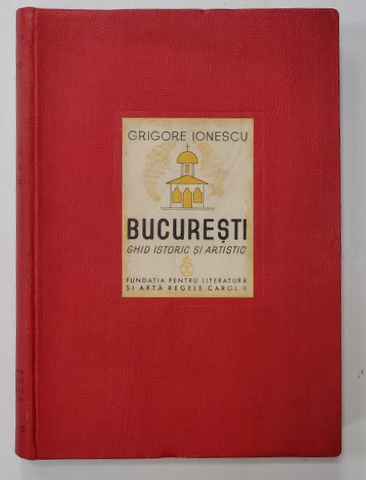 GRIGORE IONESCU
BUCUREȘTI
GHID ISTORIC ȘI ARTISTIC
FUNDAȚIA PENTRU LITERATURĂ
ȘI ARTĂ REGELE CAROL II